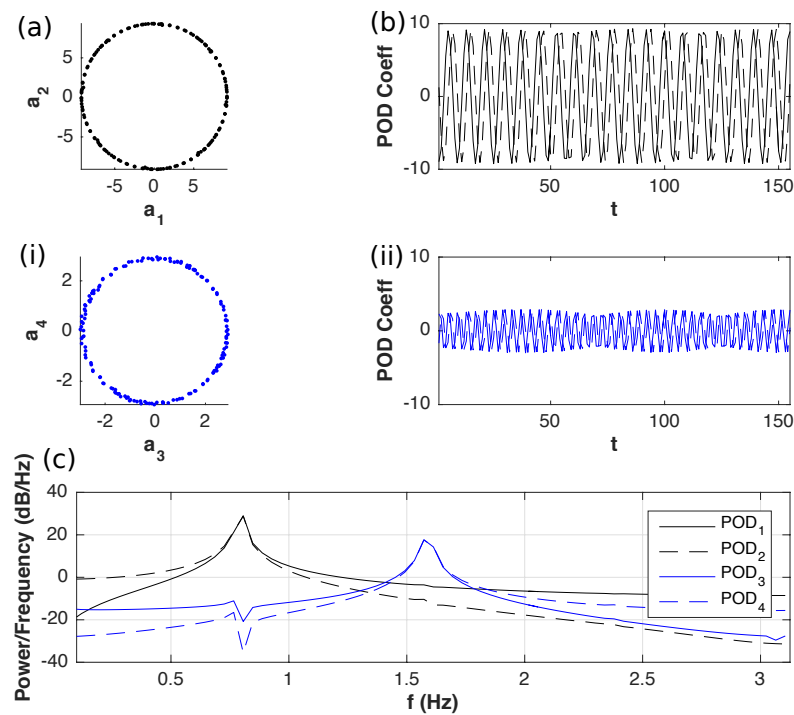 (a)
a2
5
0
-5
-5 0 5
a1
(b)
POD Coeff
10
0
-10
50 100 150
t
(i)
a4
2
0
-2
-2 0 2
a3
(ii)
POD Coeff
10
0
-10
50 100 150
t
(c)
Power/Frequency (dB/Hz)
40
20
0
-20
-40
0.5 1 1.5 2 2.5 3
f (Hz)
POD1
POD2
POD3
POD4